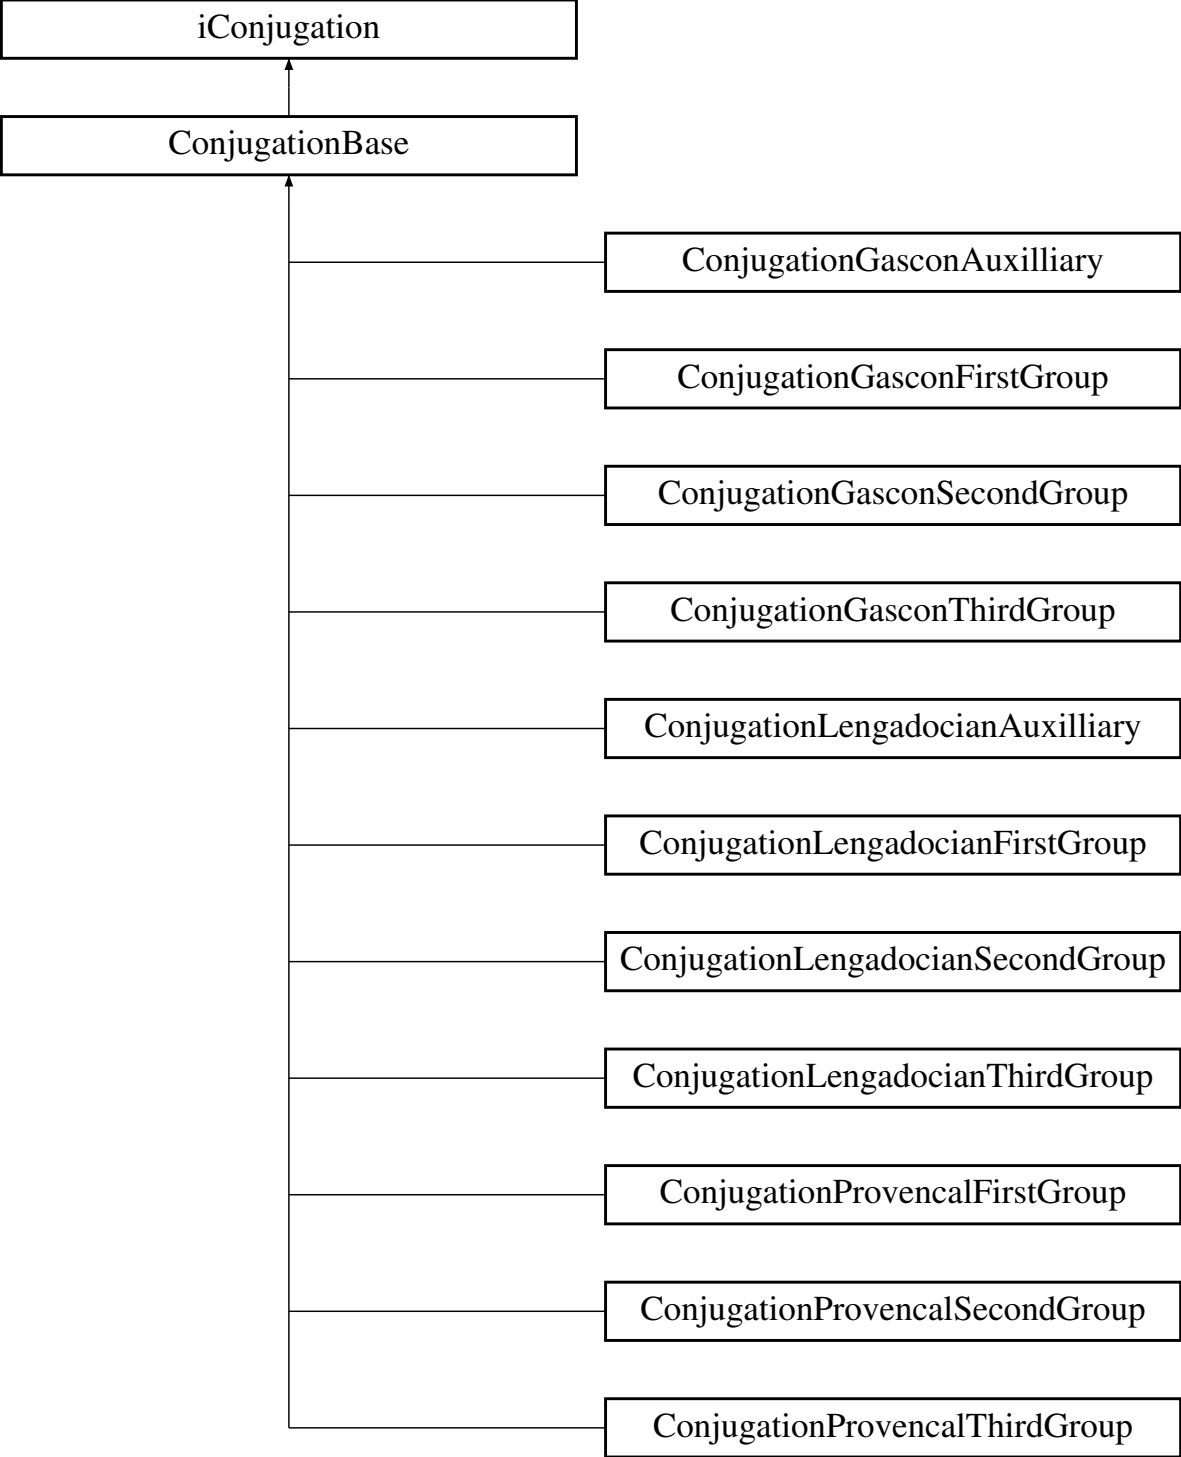 iConjugation
ConjugationBase
ConjugationGasconAuxilliary
ConjugationGasconFirstGroup
ConjugationGasconSecondGroup
ConjugationGasconThirdGroup
ConjugationLengadocianAuxilliary
ConjugationLengadocianFirstGroup
ConjugationLengadocianSecondGroup
ConjugationLengadocianThirdGroup
ConjugationProvencalFirstGroup
ConjugationProvencalSecondGroup
ConjugationProvencalThirdGroup